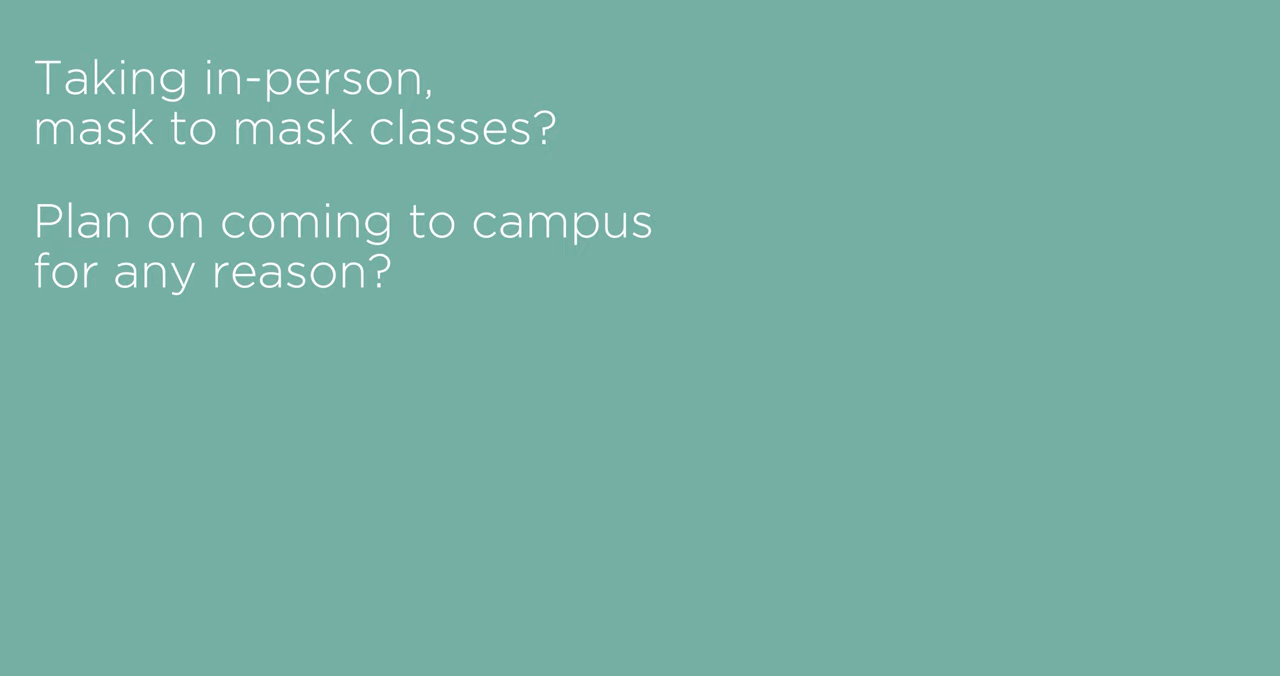 Taking in-person,
mask to mask classes?
Plan on coming to campus
for any reason?